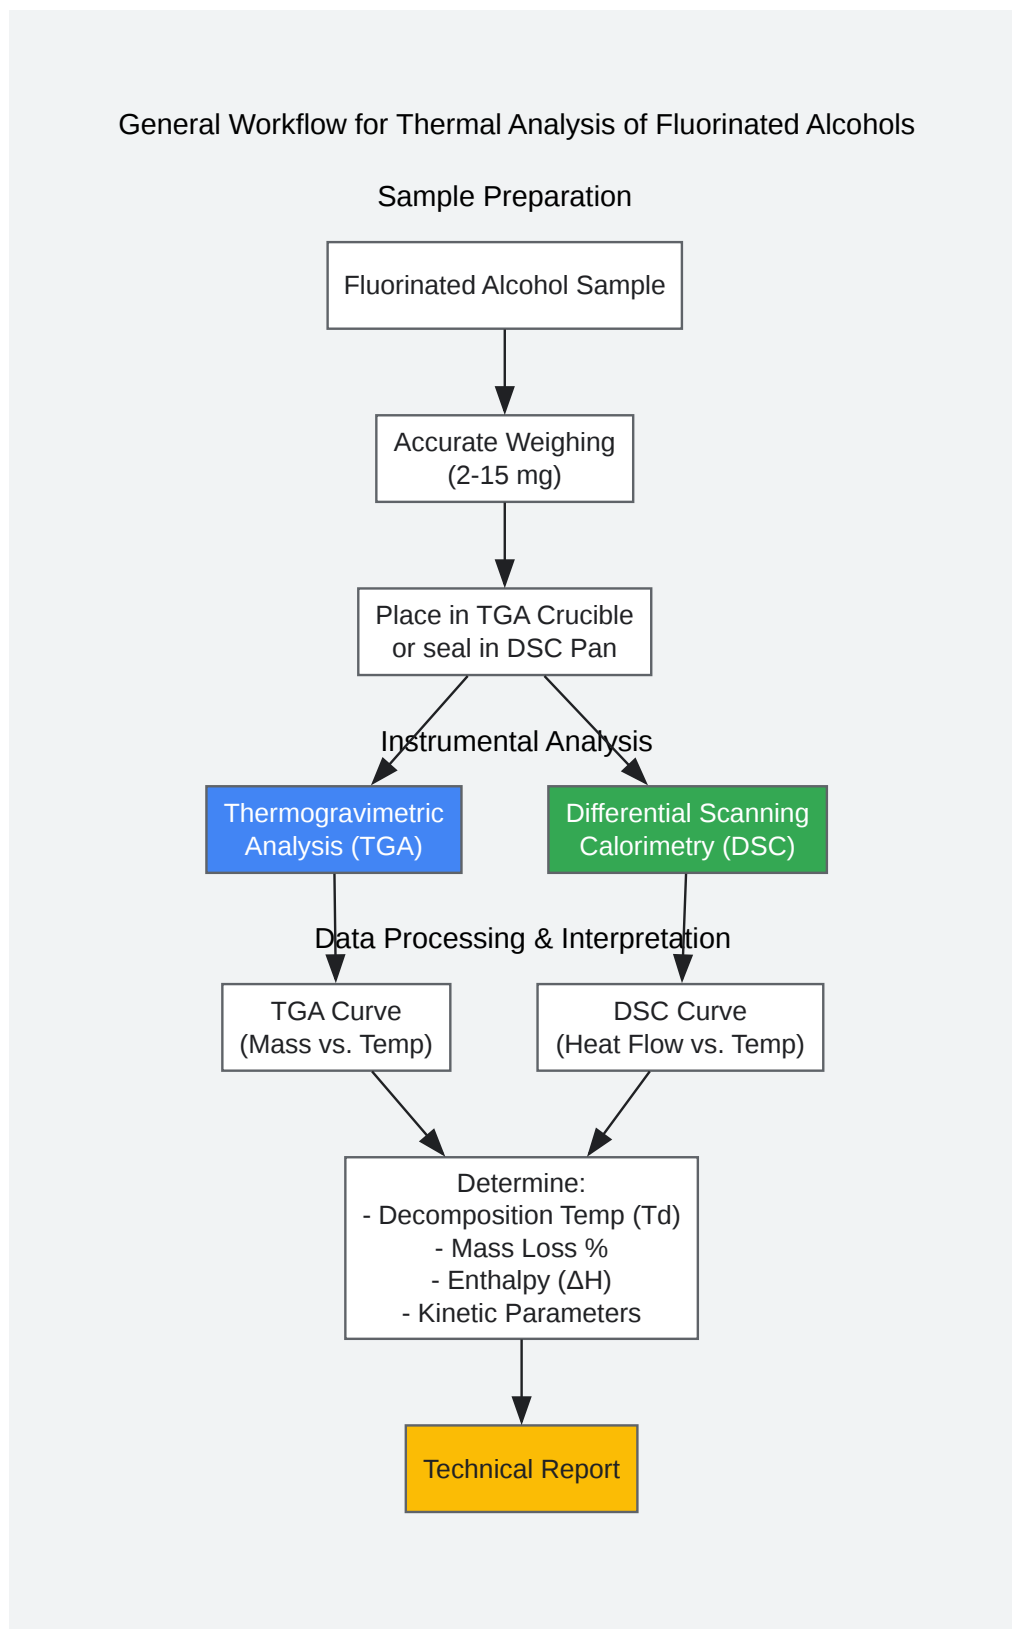 General Workflow for Thermal Analysis of Fluorinated Alcohols
Sample Preparation
Fluorinated Alcohol Sample
Accurate Weighing
(2-15 mg)
Place in TGA Crucible
or seal in DSC Pan
Instrumental Analysis
Thermogravimetric
Analysis (TGA)
Differential Scanning
Calorimetry (DSC)
Data Processing & Interpretation
TGA Curve
(Mass vs. Temp)
DSC Curve
(Heat Flow vs. Temp)
Determine:
- Decomposition Temp (Td)
- Mass Loss %
- Enthalpy (ΔH)
- Kinetic Parameters
Technical Report